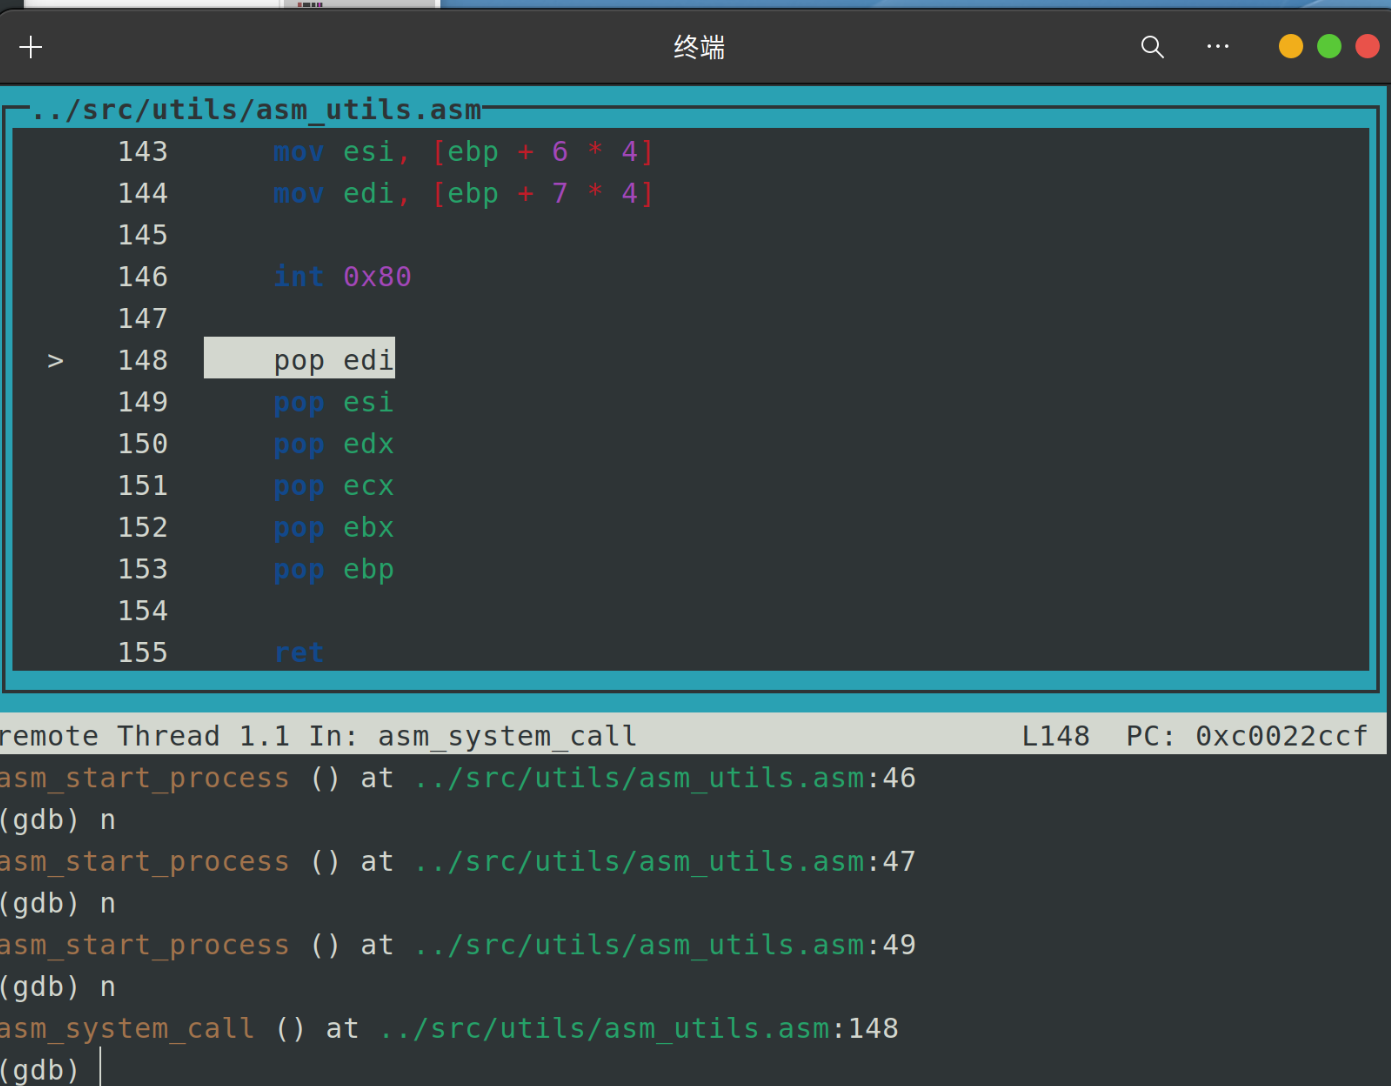 终端
../src/utils/asm_utils.asm
143 mov esi, [ebp + 6 * 4]
144 mov edi, [ebp + 7 * 4]
145
146 int 0x80
147
> 148 pop edi
149 pop esi
150 pop edx
151 pop ecx
152 pop ebx
153 pop ebp
154
155 ret
remote Thread 1.1 In: asm_system_call L148 PC: 0xc0022ccf
asm_start_process () at ../src/utils/asm_utils.asm:46
(gdb) n
asm_start_process () at ../src/utils/asm_utils.asm:47
(gdb) n
asm_start_process () at ../src/utils/asm_utils.asm:49
(gdb) n
asm_system_call () at ../src/utils/asm_utils.asm:148
(gdb)